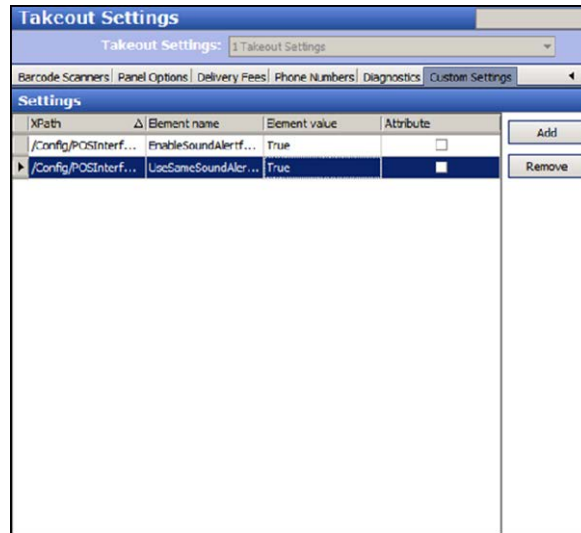 Takeout Settings
Takeout Settings: 1 Takeout Settings
Barcode Scanners Panel Options Delivery Fees Phone Numbers Diagnostics Custom Settings
Settings
XPath Element name Element value Attribute
/Config/POSInterf... EnableSoundAlertf... True
/Config/POSInterf... UseSameSoundAler... True
Add
Remove